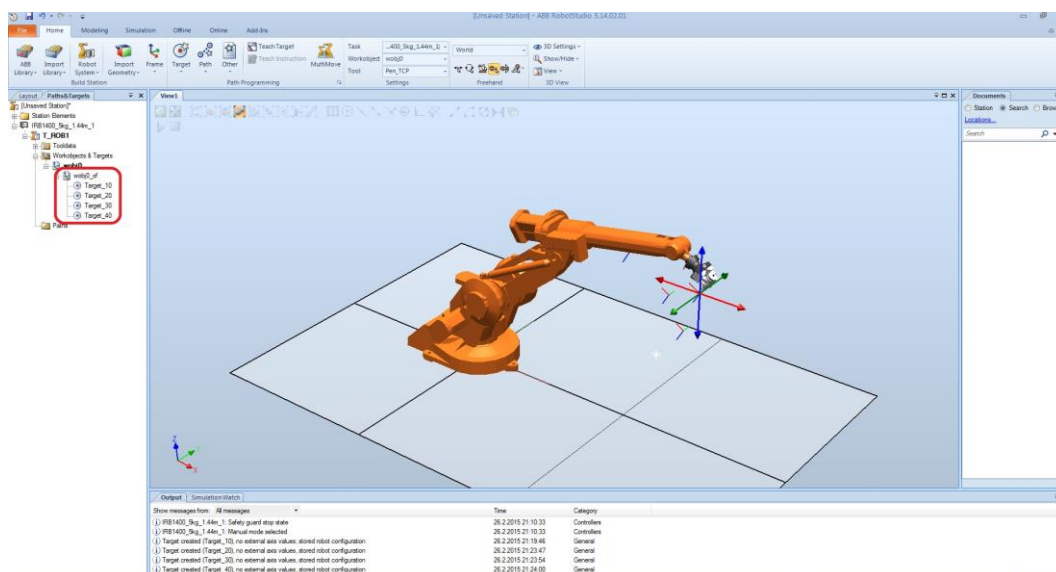 [Unsaved Station] - ABB RobotStudio 5.14.02.01
File Home Modeling Simulation Offline Online Add-Ins
ABB Library Import Library Robot System Import Geometry Frame Target Path Other Teach Target Teach Instruction MultiMove
Task ...400_5kg_1.44m_1)
Workobject wobj0
Tool Pen_TCP
World
3D Settings
Show/Hide
View
Build Station Path Programming Settings Freehand 3D View
Layout Paths&Targets
[Unsaved Station]*
Station Elements
IRB1400_5kg_1.44m_1
T_ROB1
Tooldata
Workobjects & Targets
wobj0
wobj0_of
Target_10
Target_20
Target_30
Target_40
Paths
View1
Z
Y
X
Documents
Station Search Brow
Locations...
Search
Output Simulation Watch
Show messages from: All messages Time Category
IRB1400_5kg_1.44m_1: Safety guard stop state 26.2.2015 21:10:33 Controllers
IRB1400_5kg_1.44m_1: Manual mode selected 26.2.2015 21:10:33 Controllers
Target created (Target_10), no external axis values, stored robot configuration 26.2.2015 21:19:46 General
Target created (Target_20), no external axis values, stored robot configuration 26.2.2015 21:23:47 General
Target created (Target_30), no external axis values, stored robot configuration 26.2.2015 21:23:54 General
Target created (Target_40), no external axis values, stored robot configuration 26.2.2015 21:24:00 General